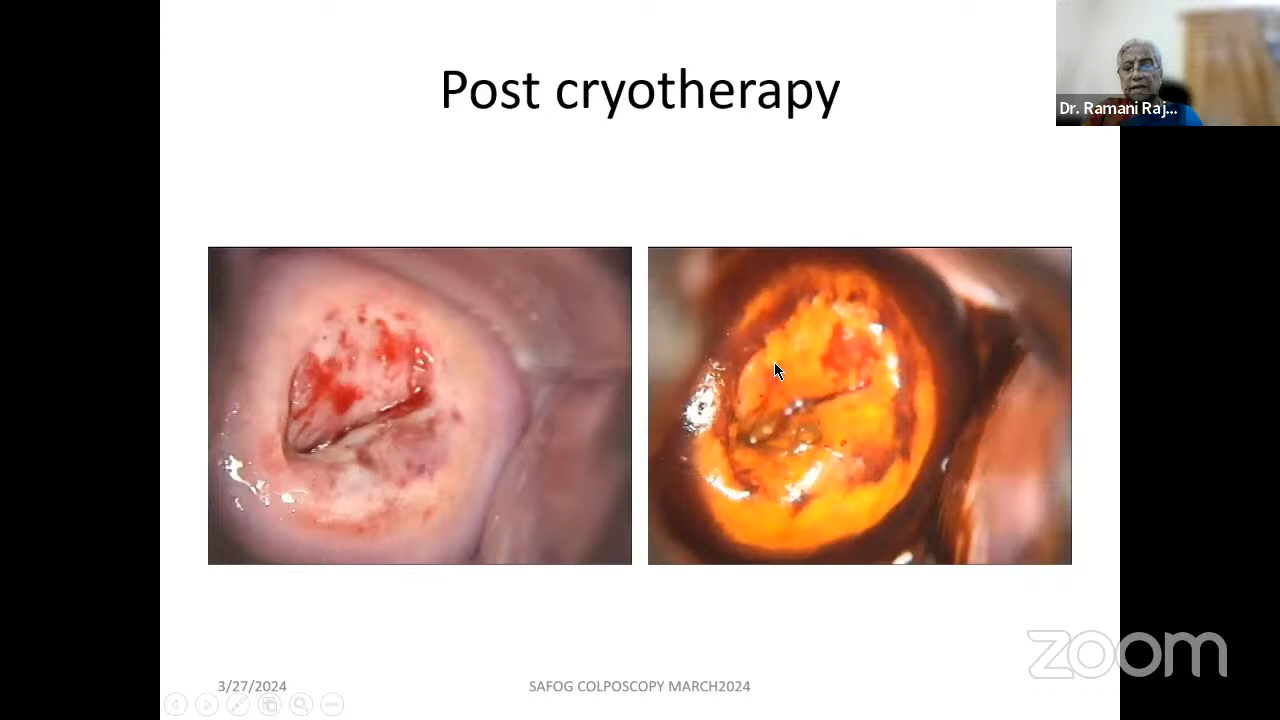 Post cryotherapy
Dr. Ramani Raj...
3/27/2024
SAFOG COLPOSCOPY MARCH2024
zoom